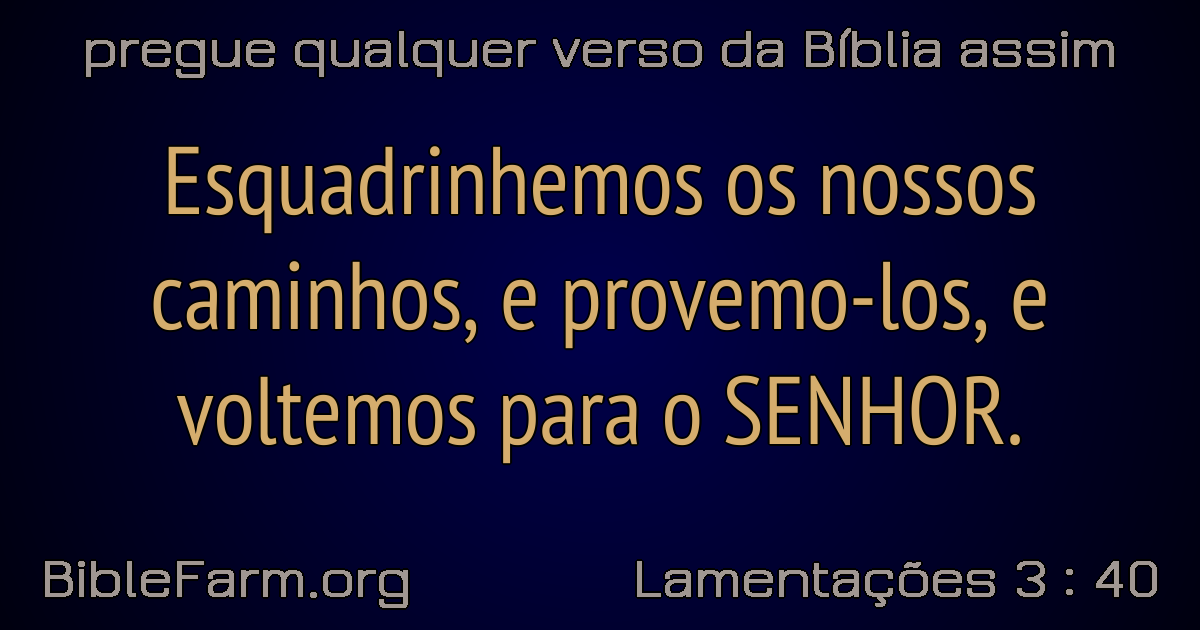 pregue qualquer verso da Bíblia assim
Esquadrinhemos os nossos
caminhos, e provemo-los, e
voltemos para o SENHOR.
BibleFarm.org
Lamentações 3 : 40